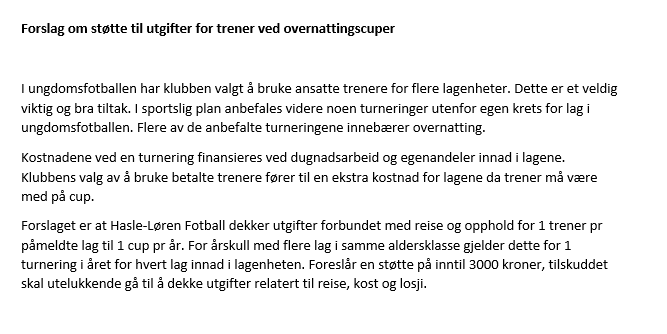 Forslag om støtte til utgifter for trener ved overnattingscuper
I ungdomsfotballen har klubben valgt å bruke ansatte trenere for flere lagenheter. Dette er et veldig
viktig og bra tiltak. I sportslig plan anbefales videre noen turneringer utenfor egen krets for lag i
ungdomsfotballen. Flere av de anbefalte turneringene innebærer overnatting.
Kostnadene ved en turnering finansieres ved dugnadsarbeid og egenandeler innad i lagene.
Klubbens valg av å bruke betalte trenere fører til en ekstra kostnad for lagene da trener må være
med på cup.
Forslaget er at Hasle-Løren Fotball dekker utgifter forbundet med reise og opphold for 1 trener pr
påmeldte lag til 1 cup pr år. For årskull med flere lag i samme aldersklasse gjelder dette for 1
turnering i året for hvert lag innad i lagenheten. Foreslår en støtte på inntil 3000 kroner, tilskuddet
skal utelukkende gå til å dekke utgifter relatert til reise, kost og losji.